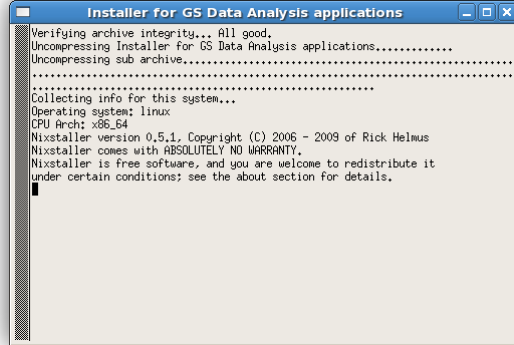 Installer for GS Data Analysis applications
Verifying archive integrity... All good.
Uncompressing Installer for GS Data Analysis applications.............
Uncompressing sub archive....................................................................
................................................................................................
....................................................................
Collecting info for this system...
Operating system: linux
CPU Arch: x86_64
Nixstaller version 0.5.1, Copyright (C) 2006 - 2009 of Rick Helmus
Nixstaller comes with ABSOLUTELY NO WARRANTY.
Nixstaller is free software, and you are welcome to redistribute it
under certain conditions; see the about section for details.